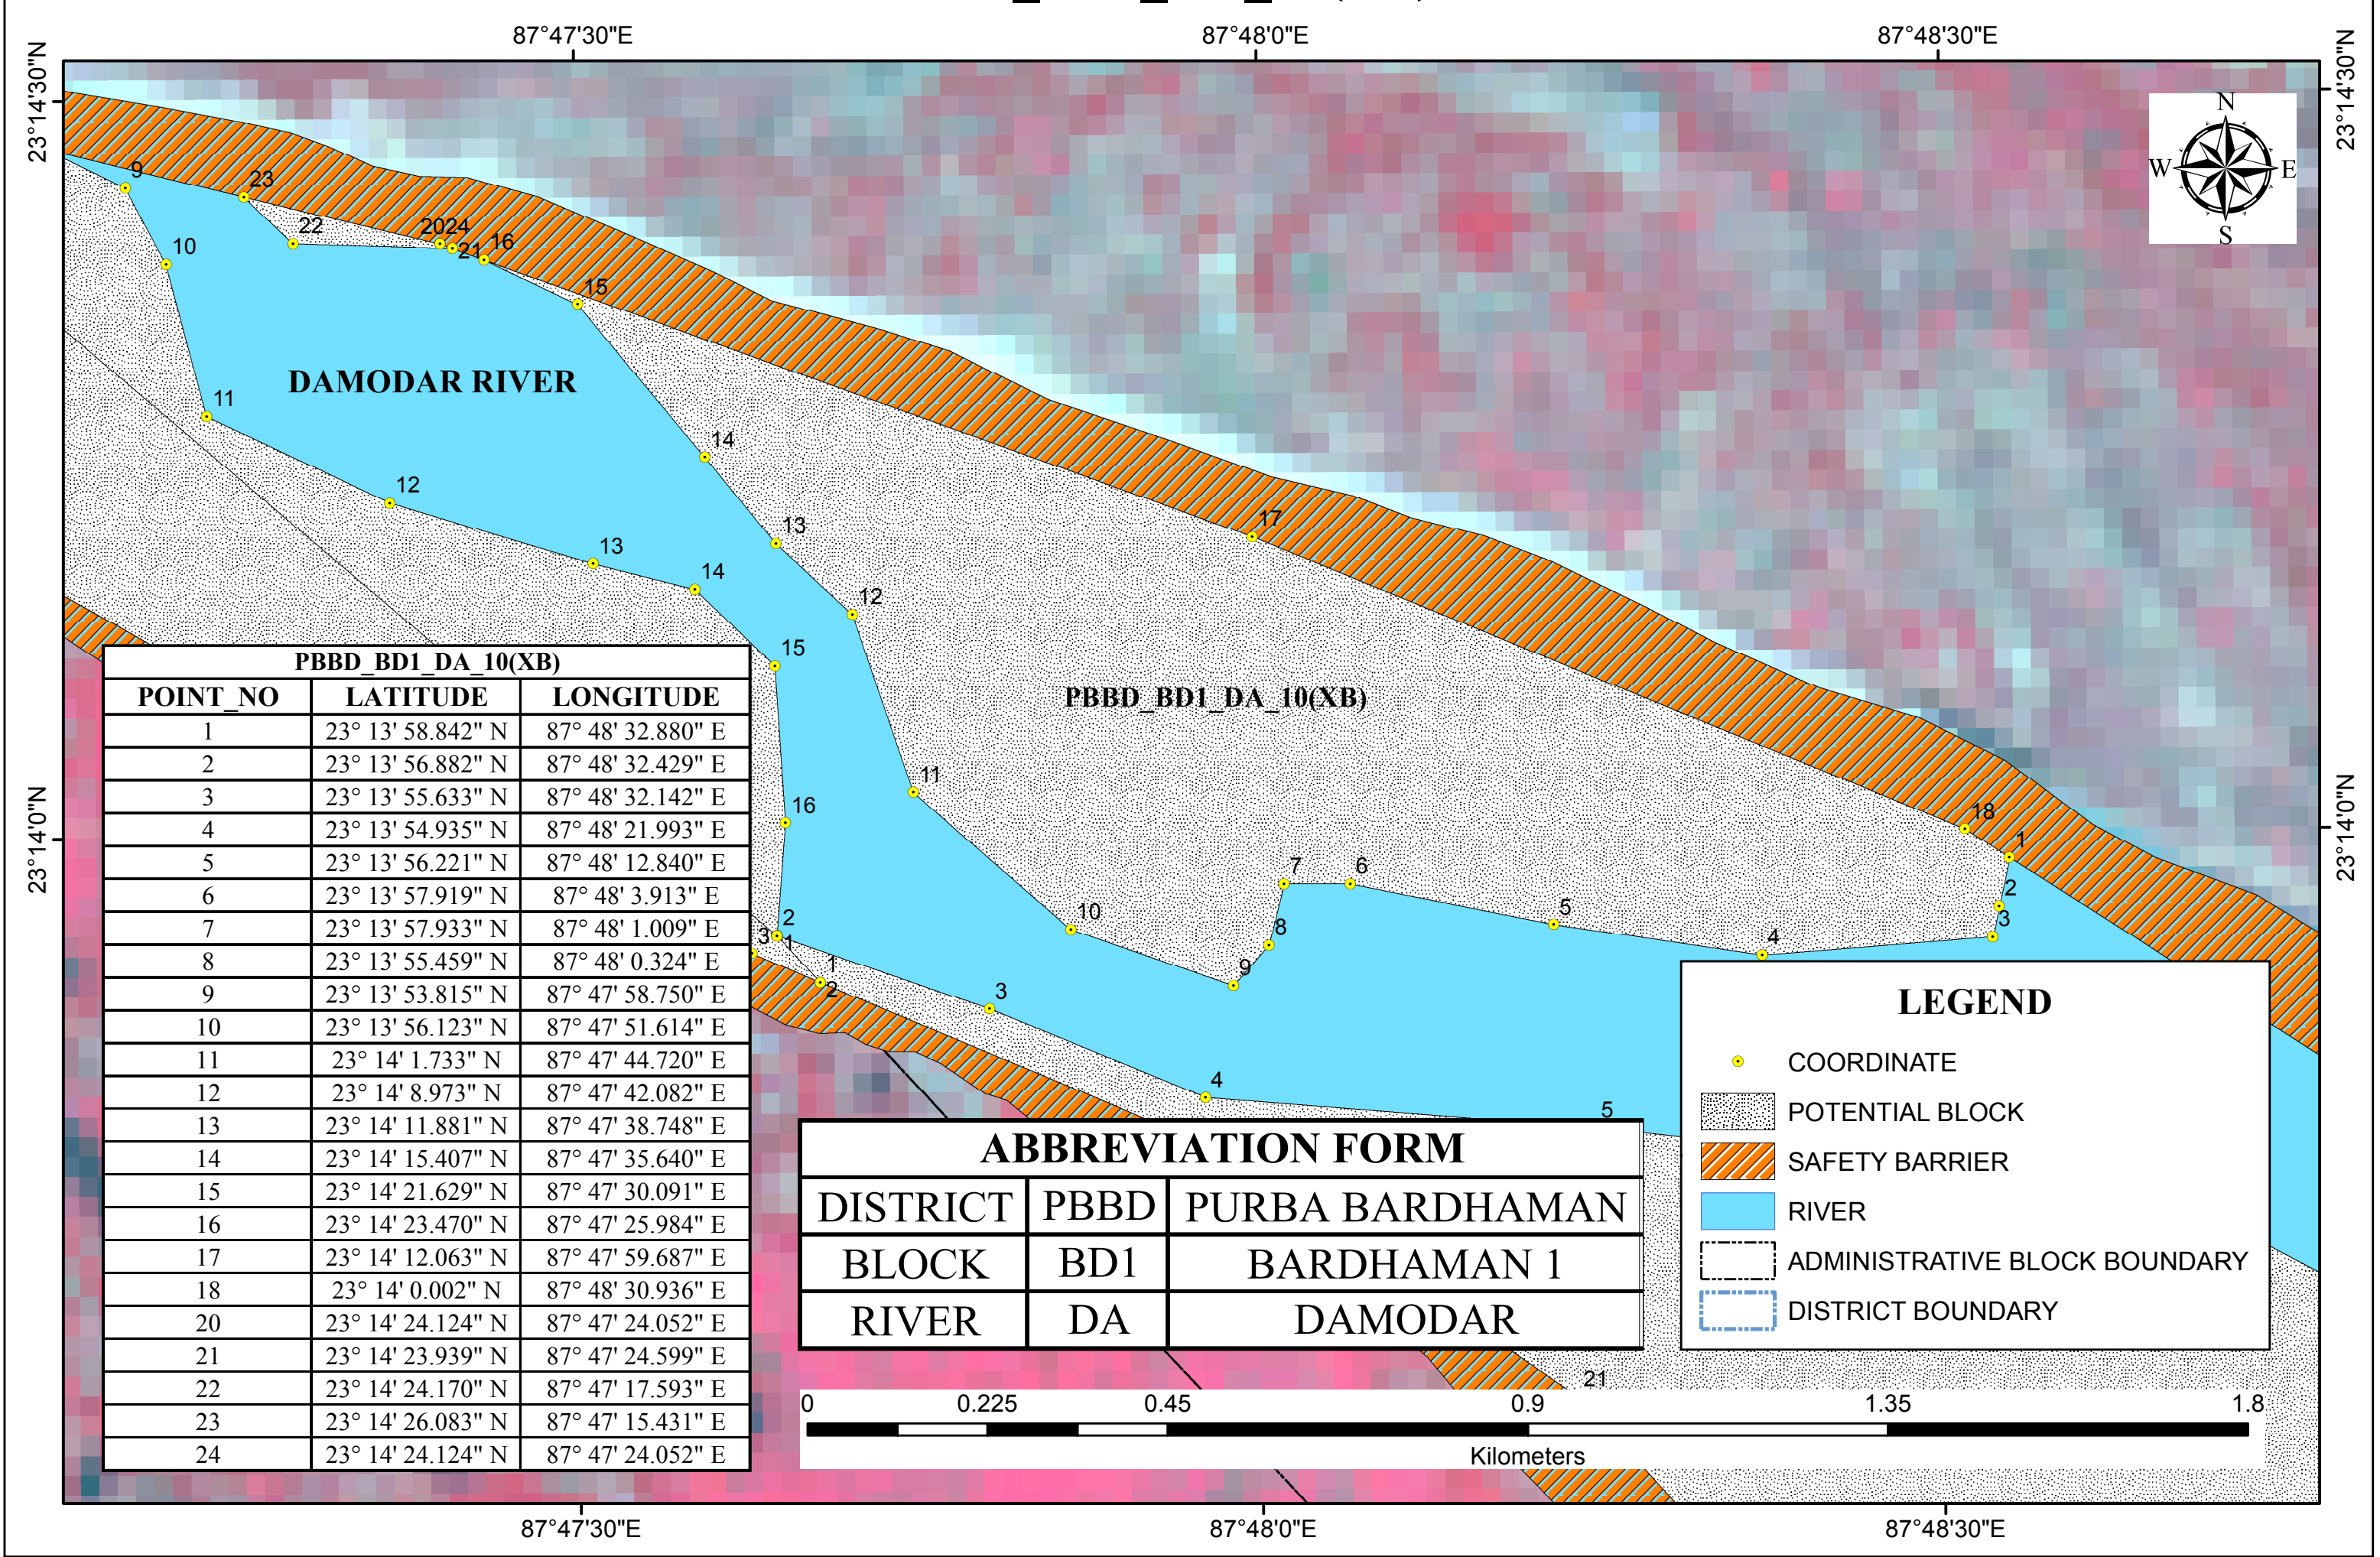 87°47'30"E 87°48'0"E 87°48'30"E
23°14'30"N 23°14'30"N
N
W E
S
9 23
22 2024 21 16
10
15
DAMODAR RIVER
11
14
12
17
13
13
14
12
15
PBBD_BD1_DA_10(XB)
11
16
18
1
7 6
2
10 5 3
2 8 4
3 1
1 9
2
3
4
5
21
23°14'0"N 23°14'0"N
PBBD_BD1_DA_10(XB)
POINT_NO LATITUDE LONGITUDE
1 23° 13' 58.842" N 87° 48' 32.880" E
2 23° 13' 56.882" N 87° 48' 32.429" E
3 23° 13' 55.633" N 87° 48' 32.142" E
4 23° 13' 54.935" N 87° 48' 21.993" E
5 23° 13' 56.221" N 87° 48' 12.840" E
6 23° 13' 57.919" N 87° 48' 3.913" E
7 23° 13' 57.933" N 87° 48' 1.009" E
8 23° 13' 55.459" N 87° 48' 0.324" E
9 23° 13' 53.815" N 87° 47' 58.750" E
10 23° 13' 56.123" N 87° 47' 51.614" E
11 23° 14' 1.733" N 87° 47' 44.720" E
12 23° 14' 8.973" N 87° 47' 42.082" E
13 23° 14' 11.881" N 87° 47' 38.748" E
14 23° 14' 15.407" N 87° 47' 35.640" E
15 23° 14' 21.629" N 87° 47' 30.091" E
16 23° 14' 23.470" N 87° 47' 25.984" E
17 23° 14' 12.063" N 87° 47' 59.687" E
18 23° 14' 0.002" N 87° 48' 30.936" E
20 23° 14' 24.124" N 87° 47' 24.052" E
21 23° 14' 23.939" N 87° 47' 24.599" E
22 23° 14' 24.170" N 87° 47' 17.593" E
23 23° 14' 26.083" N 87° 47' 15.431" E
24 23° 14' 24.124" N 87° 47' 24.052" E
ABBREVIATION FORM
DISTRICT PBBD PURBA BARDHAMAN
BLOCK BD1 BARDHAMAN 1
RIVER DA DAMODAR
LEGEND
COORDINATE
POTENTIAL BLOCK
SAFETY BARRIER
RIVER
ADMINISTRATIVE BLOCK BOUNDARY
DISTRICT BOUNDARY
0 0.225 0.45 0.9 1.35 1.8
Kilometers
87°47'30"E 87°48'0"E 87°48'30"E